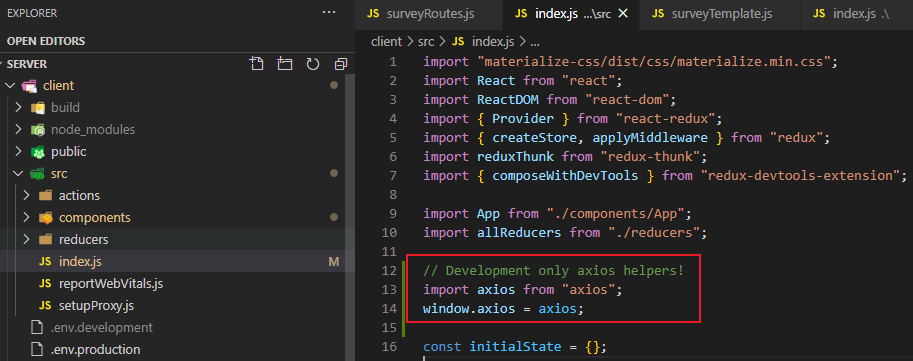 EXPLORER
OPEN EDITORS
SERVER
client
build
node_modules
public
src
actions
components
reducers
JS index.js M
JS reportWebVitals.js
JS setupProxy.js
.env.development
.env.production
JS surveyRoutes.js JS index.js ...\src JS surveyTemplate.js JS index.js .\
client > src > JS index.js > ...
1 import "materialize-css/dist/css/materialize.min.css";
2 import React from "react";
3 import ReactDOM from "react-dom";
4 import { Provider } from "react-redux";
5 import { createStore, applyMiddleware } from "redux";
6 import reduxThunk from "redux-thunk";
7 import { composeWithDevTools } from "redux-devtools-extension";
8
9 import App from "./components/App";
10 import allReducers from "./reducers";
11
12 // Development only axios helpers!
13 import axios from "axios";
14 window.axios = axios;
15
16 const initialState = {};